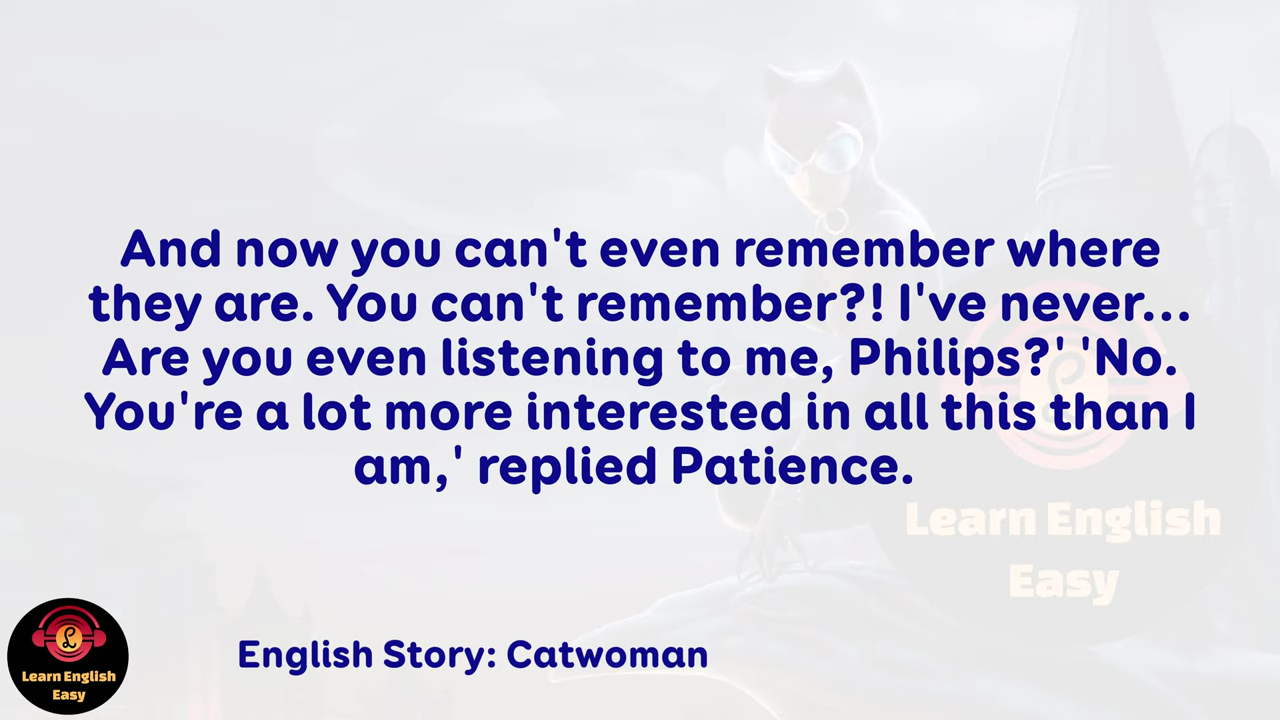 And now you can't even remember where
they are. You can't remember?! I've never...
Are you even listening to me, Philips?' 'No.
You're a lot more interested in all this than I
am,' replied Patience.
Learn English
Easy
English Story: Catwoman
Learn English
Easy